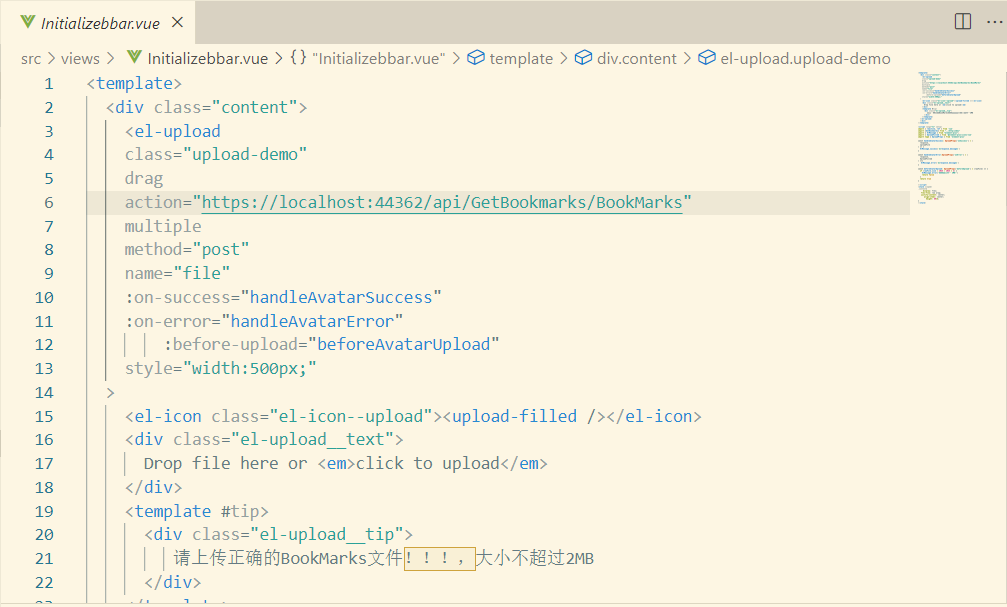 Initializebbar.vue
src > views > Initializebbar.vue > {} "Initializebbar.vue" > template > div.content > el-upload.upload-demo
1 <template>
2 <div class="content">
3 <el-upload
4 class="upload-demo"
5 drag
6 action="https://localhost:44362/api/GetBookmarks/BookMarks"
7 multiple
8 method="post"
9 name="file"
10 :on-success="handleAvatarSuccess"
11 :on-error="handleAvatarError"
12 :before-upload="beforeAvatarUpload"
13 style="width:500px;"
14 >
15 <el-icon class="el-icon--upload"><upload-filled /></el-icon>
16 <div class="el-upload__text">
17 Drop file here or <em>click to upload</em>
18 </div>
19 <template #tip>
20 <div class="el-upload__tip">
21 请上传正确的BookMarks文件！！！，大小不超过2MB
22 </div>